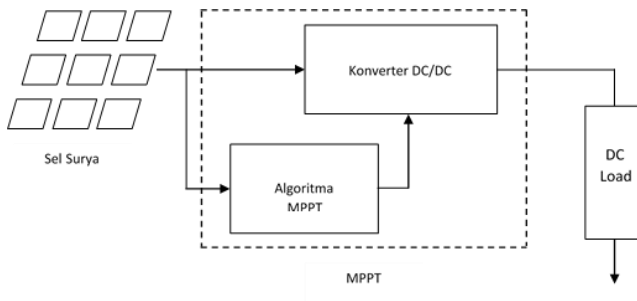 Konverter DC/DC
Sel Surya
Algoritma
MPPT
DC
Load
MPPT